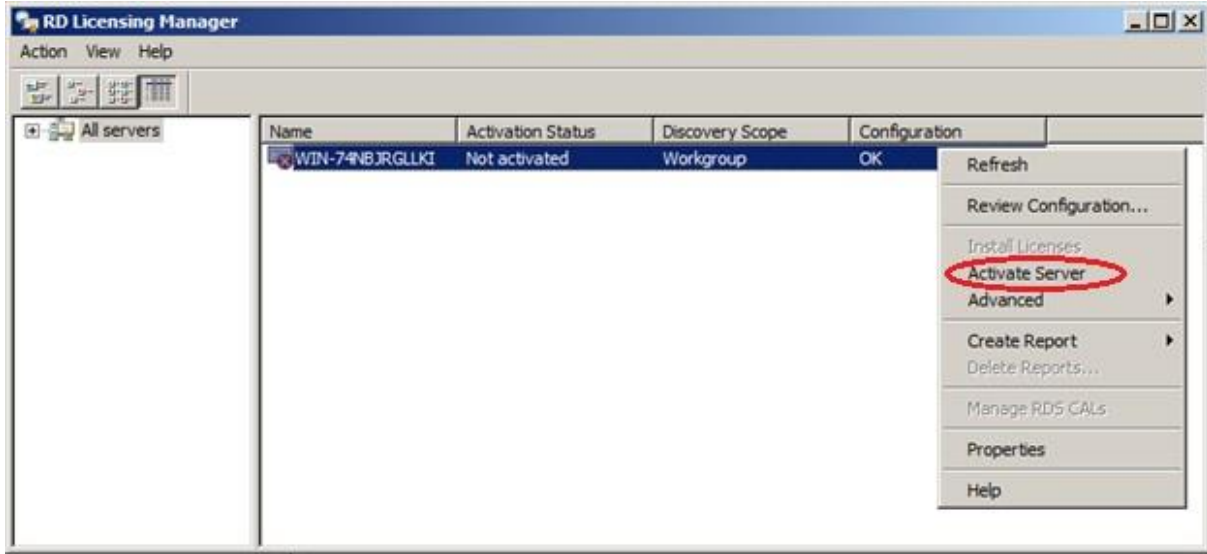 RD Licensing Manager
Action View Help
All servers
Name Activation Status Discovery Scope Configuration
WIN-74NBJRGLLKI Not activated Workgroup OK
Refresh
Review Configuration...
Install Licenses
Activate Server
Advanced
Create Report
Delete Reports...
Manage RDS CALs
Properties
Help